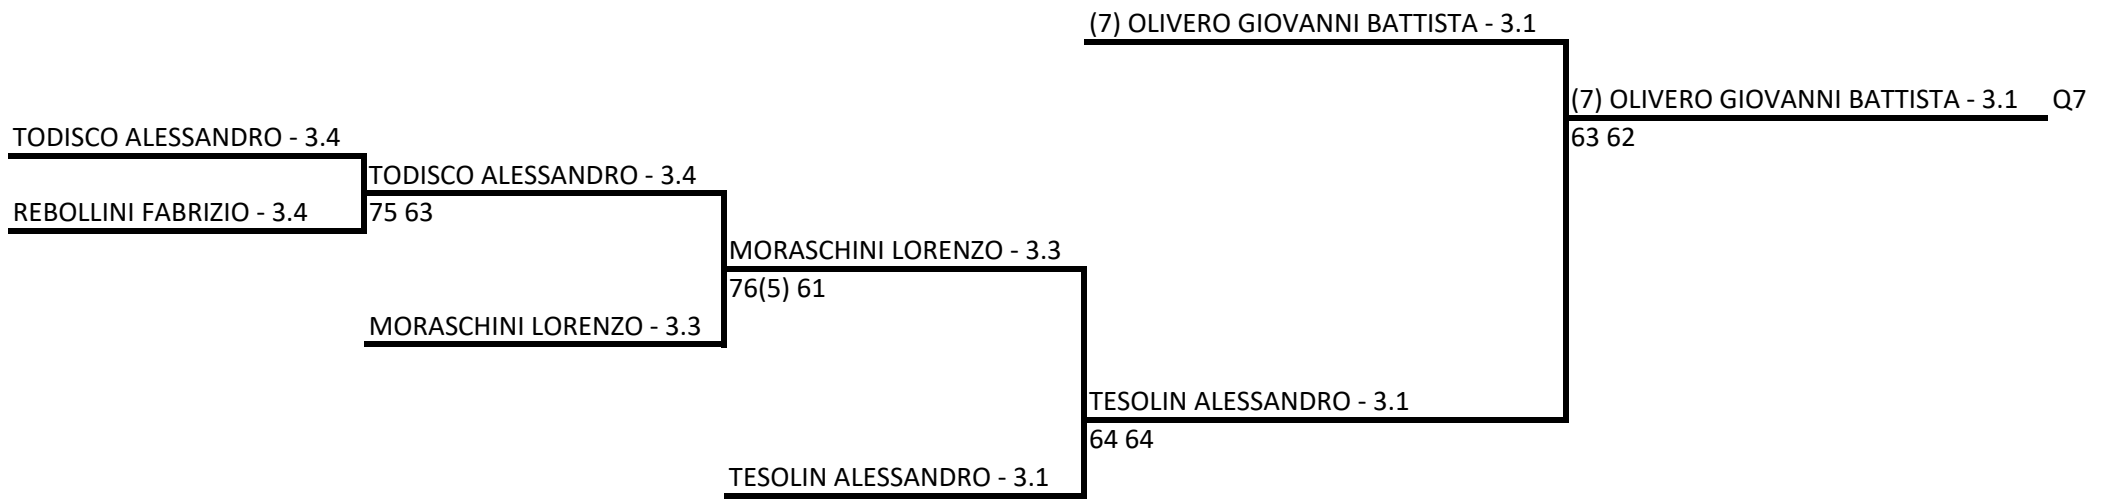 (7) OLIVERO GIOVANNI BATTISTA - 3.1
(7) OLIVERO GIOVANNI BATTISTA - 3.1 Q7
TODISCO ALESSANDRO - 3.4
63 62
TODISCO ALESSANDRO - 3.4
REBOLLINI FABRIZIO - 3.4
75 63
MORASCHINI LORENZO - 3.3
76(5) 61
MORASCHINI LORENZO - 3.3
TESOLIN ALESSANDRO - 3.1
64 64
TESOLIN ALESSANDRO - 3.1